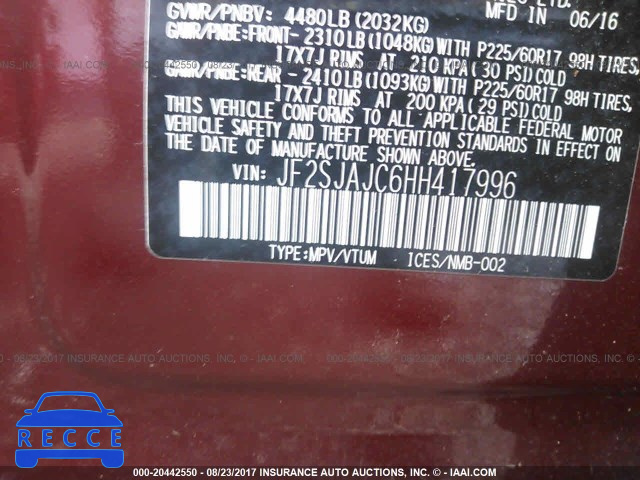 LTD.
MFD IN 06/16
GVWR/PNBV: 4480LB(2032KG)
GAWR/PNBE:FRONT-2310LB(1048KG)WITH P225/60R17 98H TIRES,
17X7J RIMS AT 210 KPA(30 PSI)COLD
GAWR/PNBE:REAR -2410LB(1093KG)WITH P225/60R17 98H TIRES,
17X7J RIMS AT 200 KPA(29 PSI)COLD
THIS VEHICLE CONFORMS TO ALL APPLICABLE FEDERAL MOTOR
VEHICLE SAFETY AND THEFT PREVENTION STANDARDS IN EFFECT ON
THE DATE OF MANUFACTURE SHOWN ABOVE.
VIN: JF2SJAJC6HH417996
TYPE:MPV/VTUM ICES/NMB-002
RECCE
000-20442550 - 08/23/2017 INSURANCE AUTO AUCTIONS, INC. - © IAAI.COM